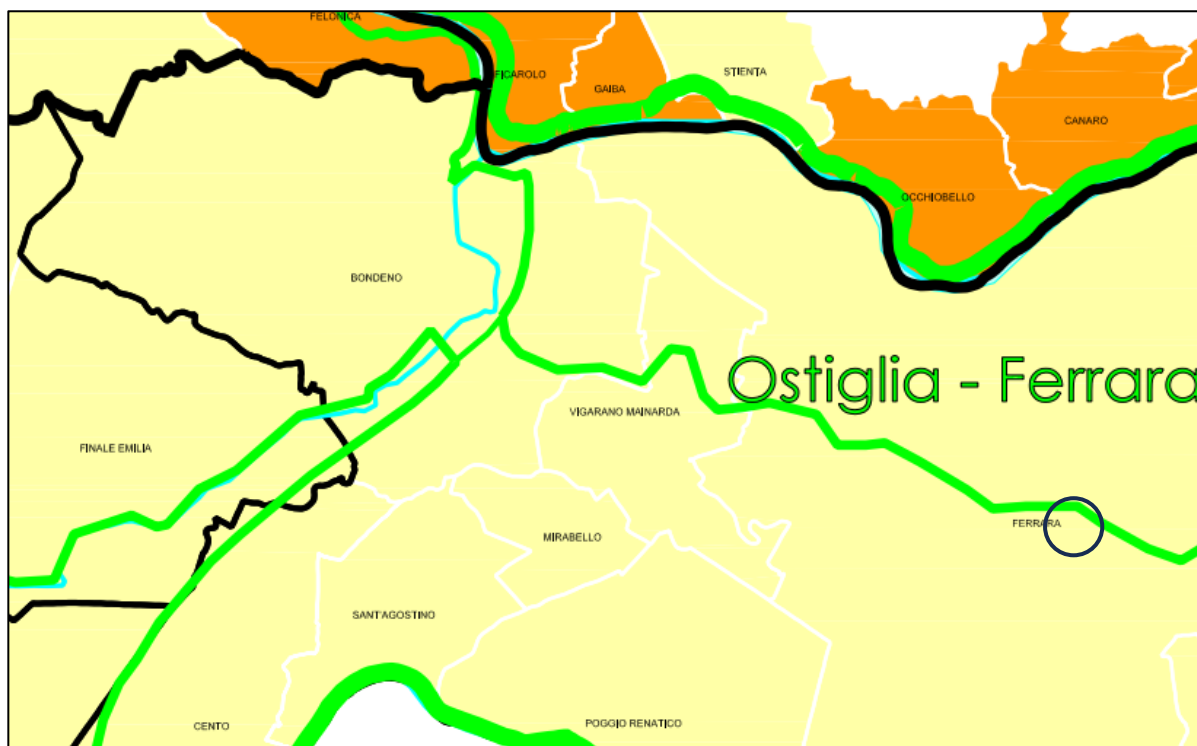 FELONICA
FICAROLO
STIENTA
GAIBA
CANARO
OCCHIOBELLO
BONDENO
Ostiglia - Ferrara
VIGARANO MAINARDA
FINALE EMILIA
FERRARA
MIRABELLO
SANT'AGOSTINO
CENTO
POGGIO RENATICO